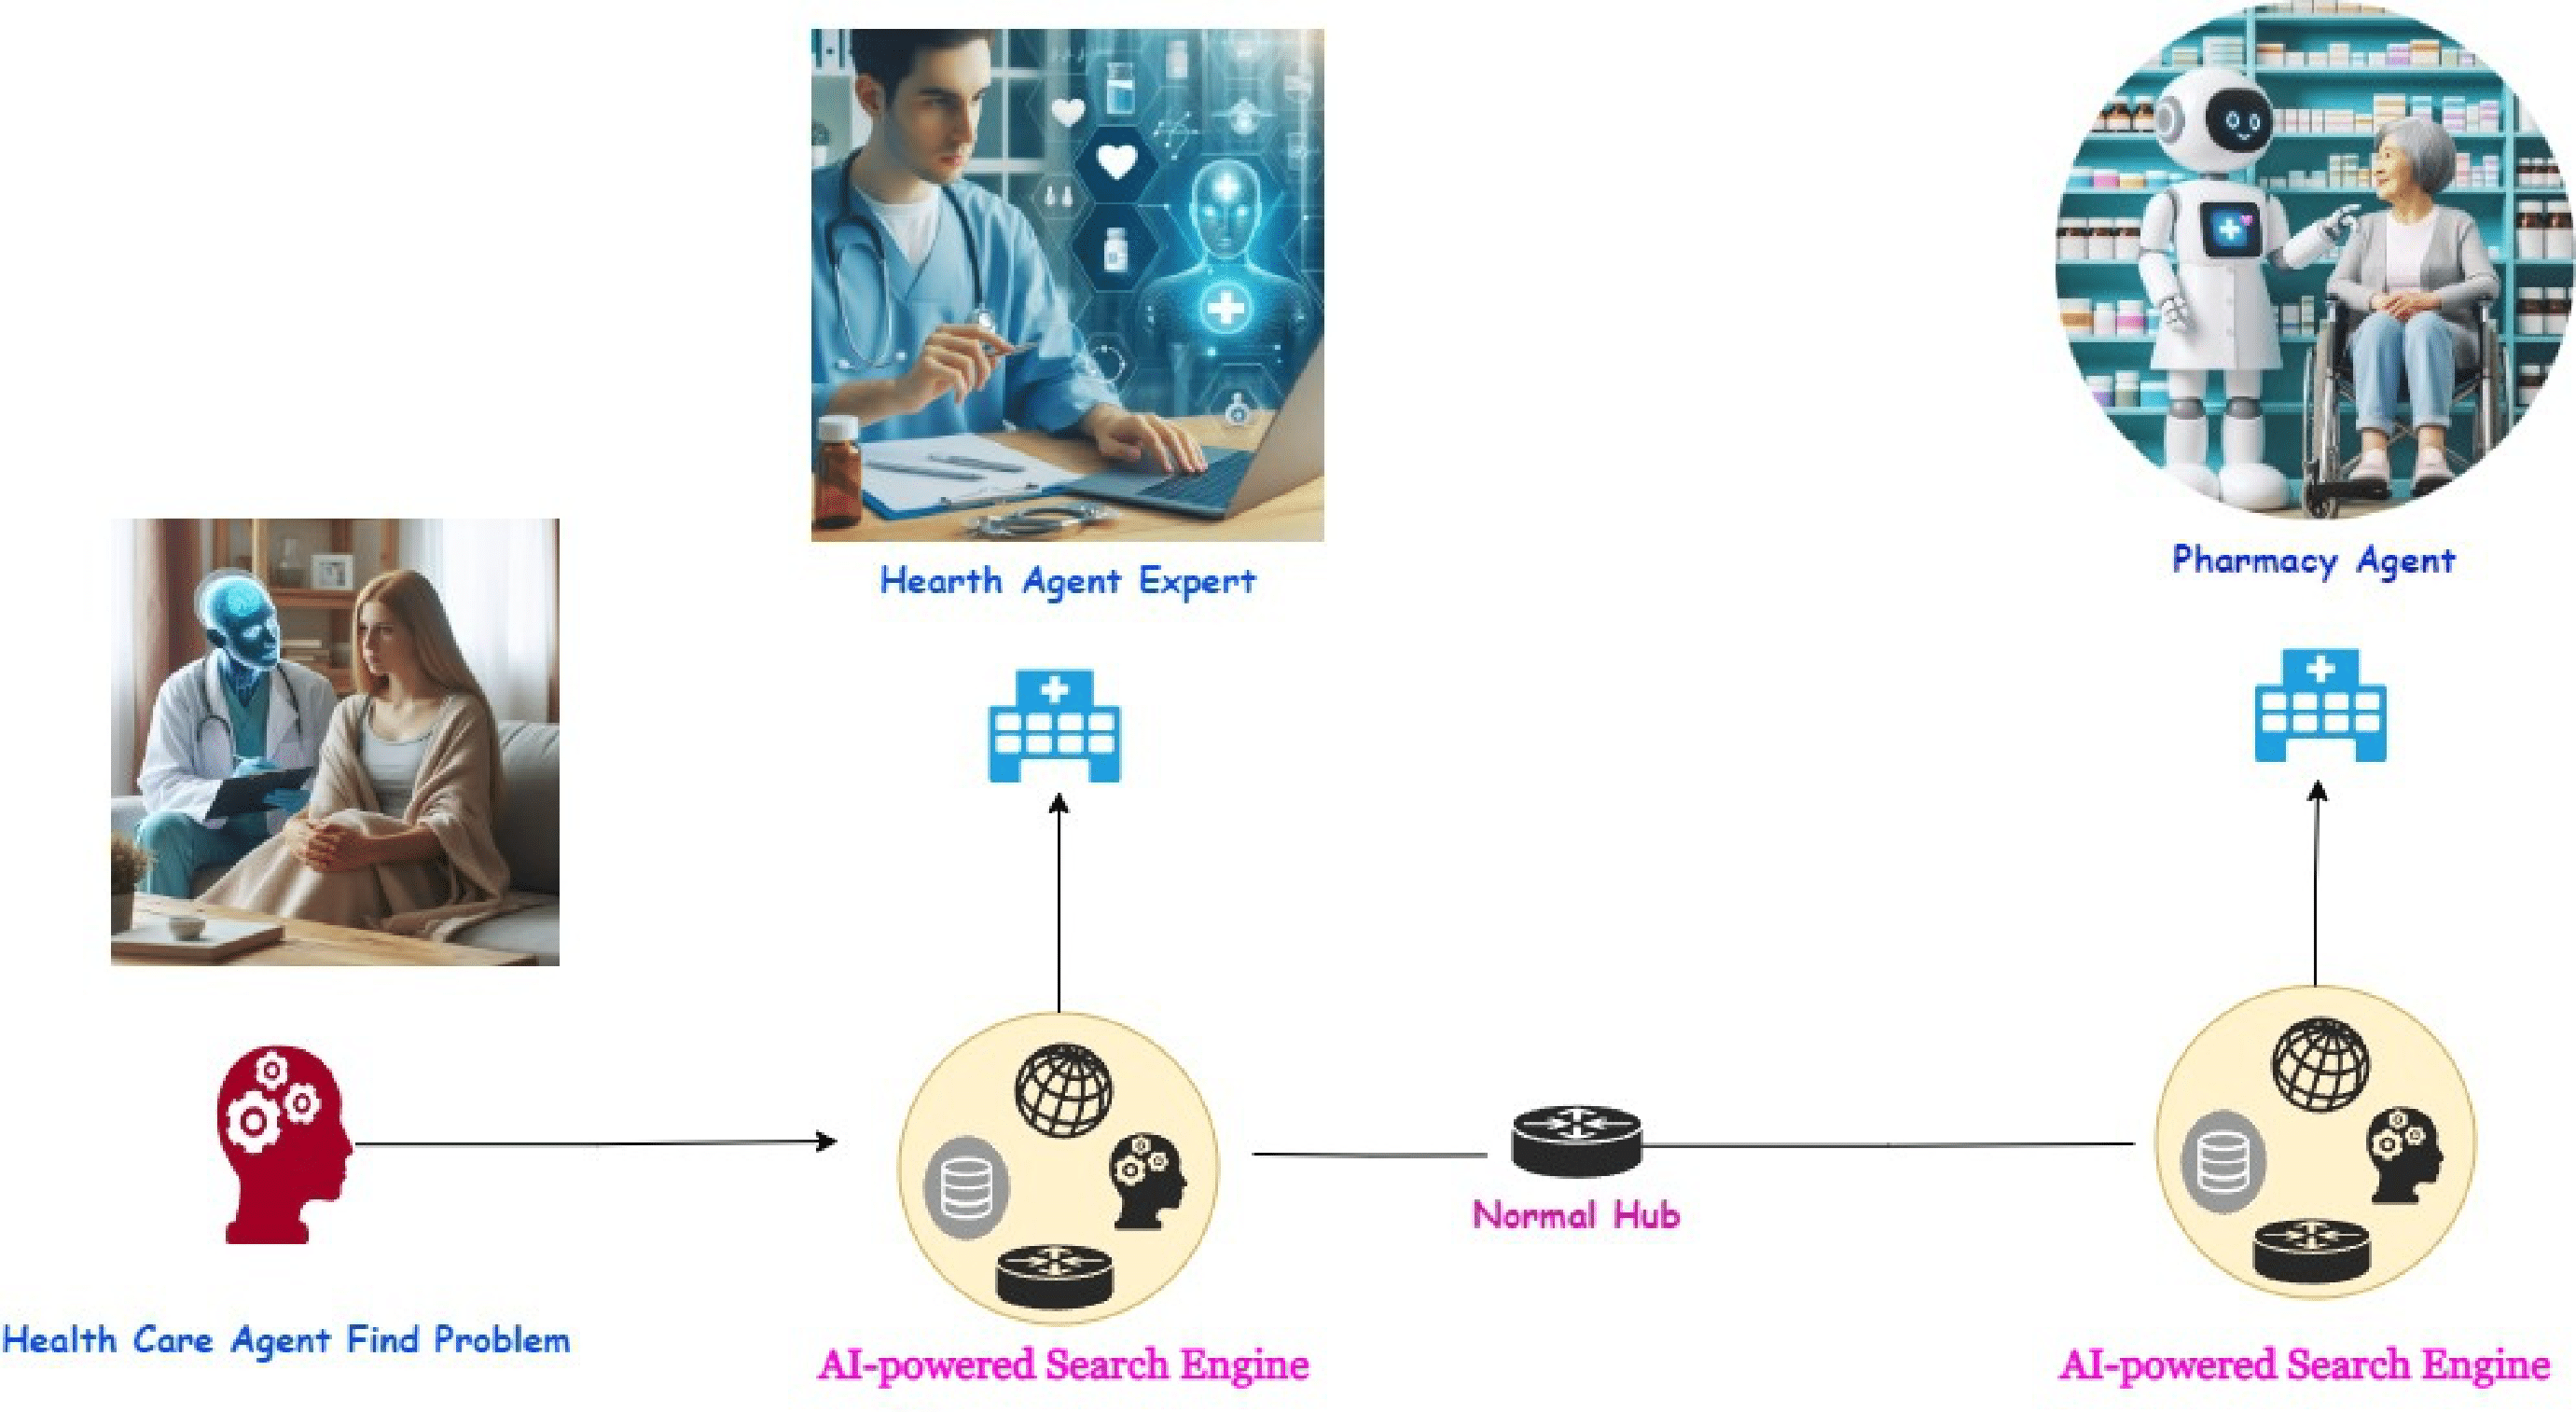 Hearth Agent Expert
Pharmacy Agent
Normal Hub
Health Care Agent Find Problem
AI-powered Search Engine
AI-powered Search Engine